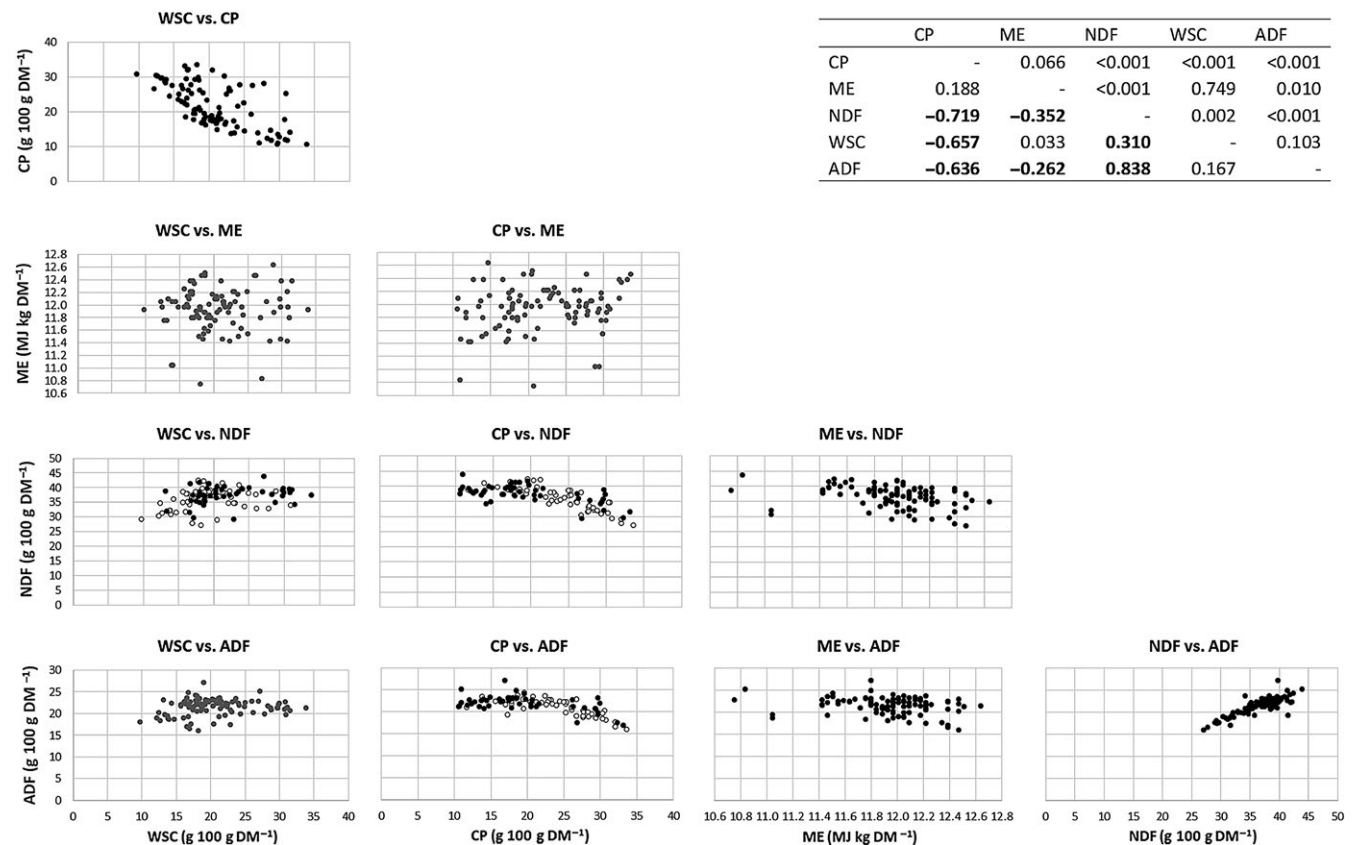 WSC vs. CP
CP (g 100 g DM⁻¹)
40
30
20
10
0
CP ME NDF WSC ADF
CP - 0.066 <0.001 <0.001 <0.001
ME 0.188 - <0.001 0.749 0.010
NDF −0.719 −0.352 - 0.002 <0.001
WSC −0.657 0.033 0.310 - 0.103
ADF −0.636 −0.262 0.838 0.167 -
WSC vs. ME
CP vs. ME
ME (MJ kg DM⁻¹)
12.8
12.6
12.4
12.2
12.0
11.8
11.6
11.4
11.2
11.0
10.8
10.6
WSC vs. NDF
CP vs. NDF
ME vs. NDF
NDF (g 100 g DM⁻¹)
50
45
40
35
30
25
20
15
10
5
0
WSC vs. ADF
CP vs. ADF
ME vs. ADF
NDF vs. ADF
ADF (g 100 g DM⁻¹)
30
25
20
15
10
5
0
0 5 10 15 20 25 30 35 40
WSC (g 100 g DM⁻¹)
0 5 10 15 20 25 30 35 40
CP (g 100 g DM⁻¹)
10.6 10.8 11.0 11.2 11.4 11.6 11.8 12.0 12.2 12.4 12.6 12.8
ME (MJ kg DM⁻¹)
0 5 10 15 20 25 30 35 40 45 50
NDF (g 100 g DM⁻¹)